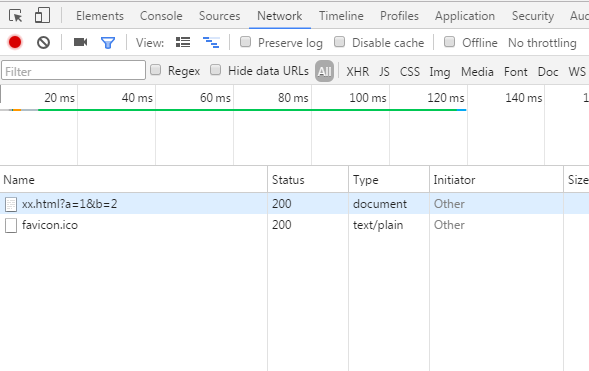 Elements Console Sources Network Timeline Profiles Application Security Au
View: Preserve log Disable cache Offline No throttling
Filter Regex Hide data URLs All XHR JS CSS Img Media Font Doc WS
20 ms 40 ms 60 ms 80 ms 100 ms 120 ms 140 ms 1
Name Status Type Initiator Size
xx.html?a=1&b=2 200 document Other
favicon.ico 200 text/plain Other